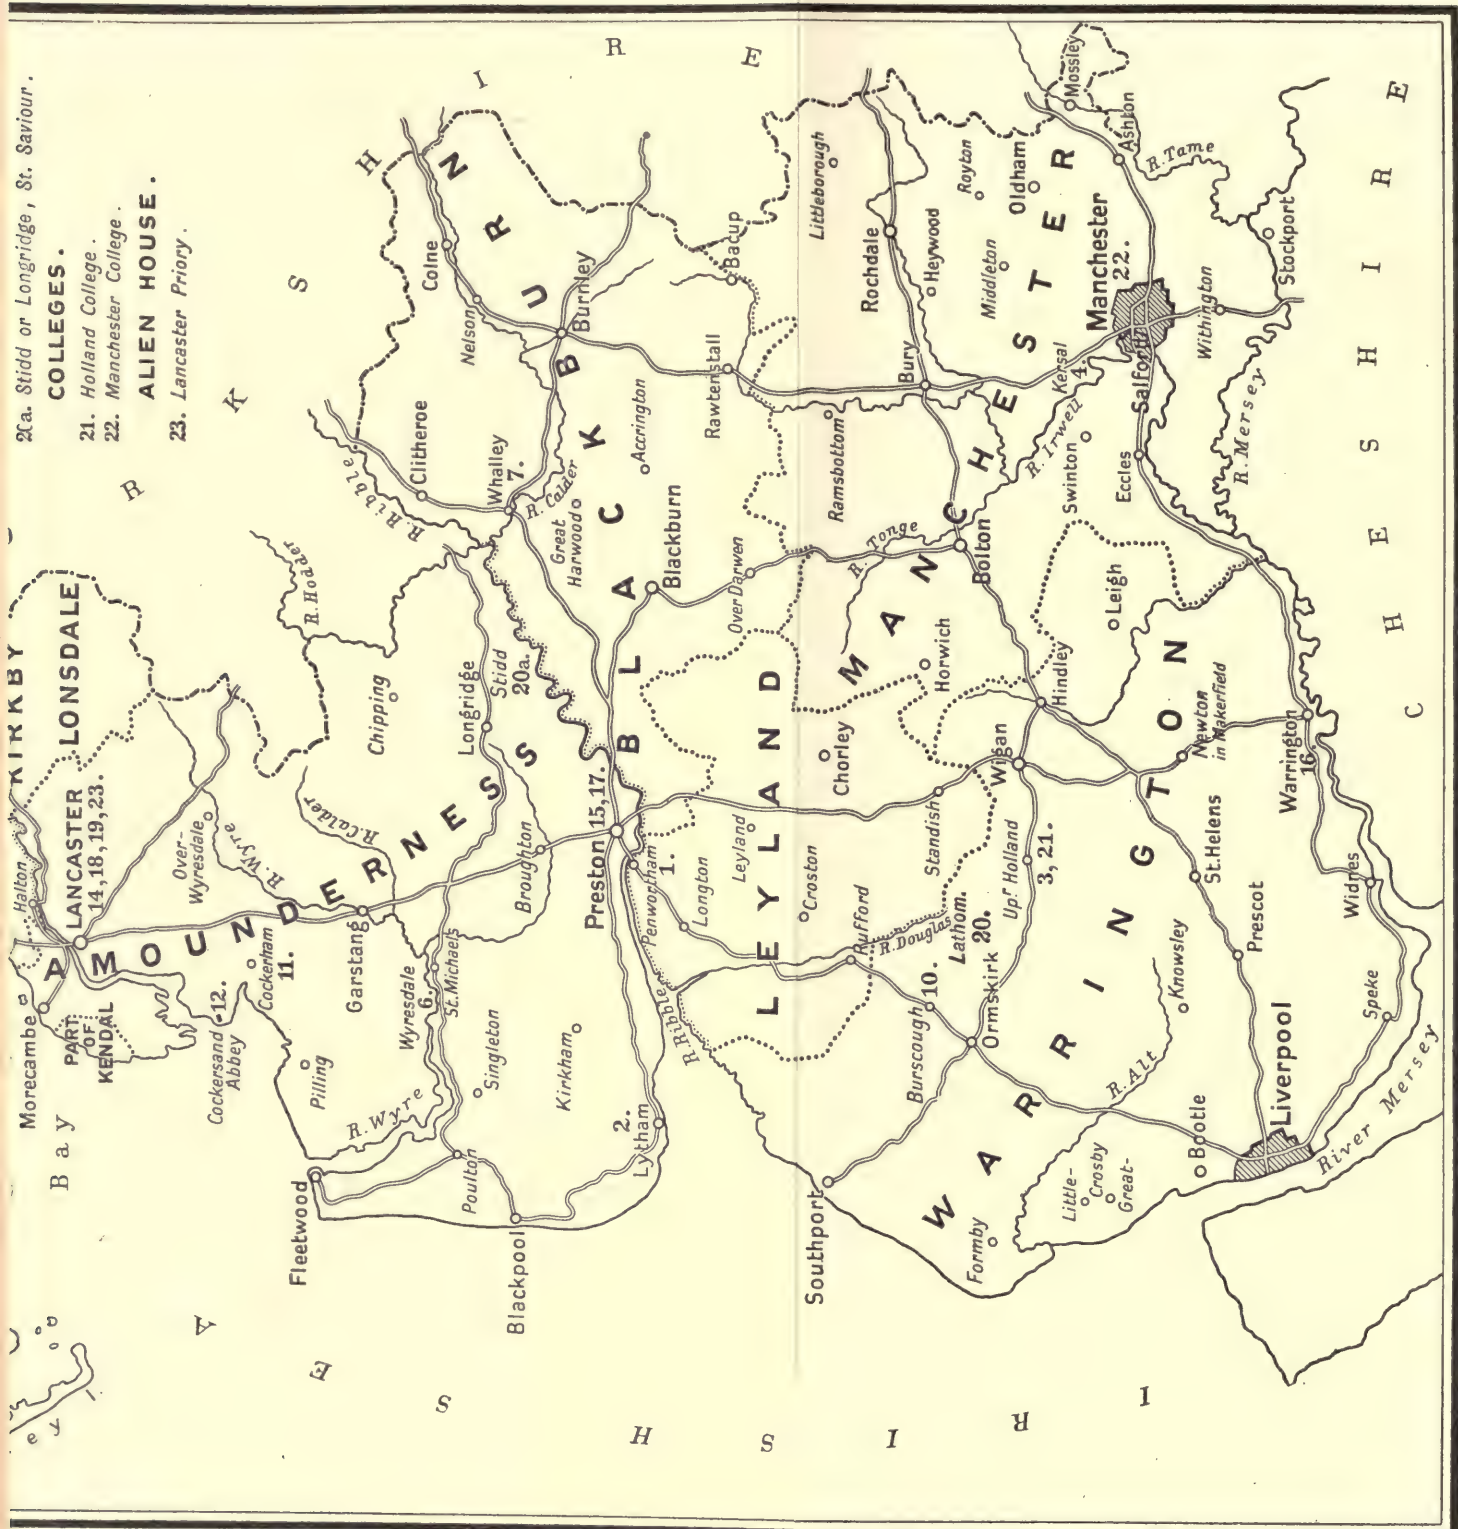 20a. Stidd or Longridge, St. Saviour.
COLLEGES.
21. Holland College.
22. Manchester College.
ALIEN HOUSE.
23. Lancaster Priory.
KIRKBY
LONSDALE
Halton
LANCASTER
14,18,19,23.
Morecambe
PART
OF
KENDAL
Bay
AMOUNDERNESS
Over-
Wyresdale
R. Wyre
R. Calder
Cockerham
11.
12.
Cockersand
Abbey
Garstang
Pilling
Wyresdale
6.
St. Michaels
R. Wyre
Fleetwood
Poulton
Singleton
Blackpool
Kirkham
Lytham
2.
Broughton
Preston 15,17.
Penwortham
1.
Longton
R. Ribble
Chipping
Longridge
Stidd
20a.
R. Hodder
R. Ribble
Clitheroe
Whalley
7.
R. Calder
Great
Harwood
Accrington
Blackburn
Over Darwen
BLACKBURN
Colne
Nelson
Burnley
Bacup
Rawtenstall
YORKSHIRE
LEYLAND
Leyland
Croston
Rufford
R. Douglas
Chorley
Standish
Horwich
Southport
Burscough 10.
Ormskirk
Lathom.
20.
Upr. Holland
3, 21.
Wigan
Hindley
Formby
Little-
Crosby
Great-
Bootle
Liverpool
R. Alt
Knowsley
Prescot
St. Helens
Newton
in Makerfield
Leigh
Warrington
16.
Widnes
Speke
River Mersey
WARRINGTON
MANCHESTER
Ramsbottom
R. Tonge
Bolton
Bury
Heywood
Rochdale
Littleborough
Royton
Oldham
Middleton
Mossley
Ashton
R. Tame
Manchester
22.
Salford
Kersal
4.
R. Irwell
Swinton
Eccles
Withington
Stockport
R. Mersey
CHESHIRE
IRISH SEA